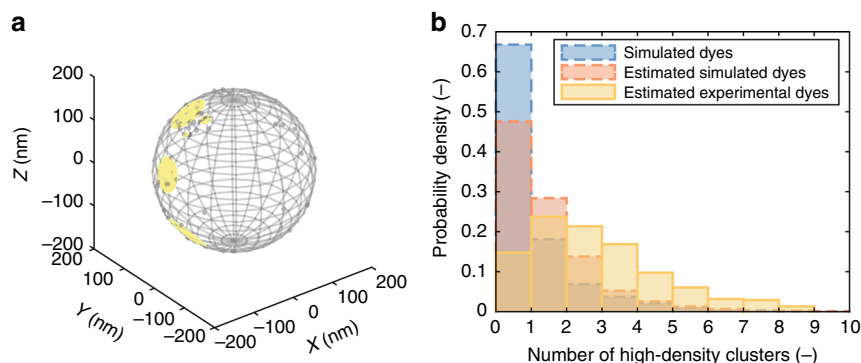 a
200
100
0
–100
–200
Z (nm)
100
0
–100
–200
Y (nm)
–200
–100
0
100
200
X (nm)
b
0.7
0.6
0.5
0.4
0.3
0.2
0.1
0
Probability density (–)
Simulated dyes
Estimated simulated dyes
Estimated experimental dyes
0 1 2 3 4 5 6 7 8 9 10
Number of high-density clusters (–)